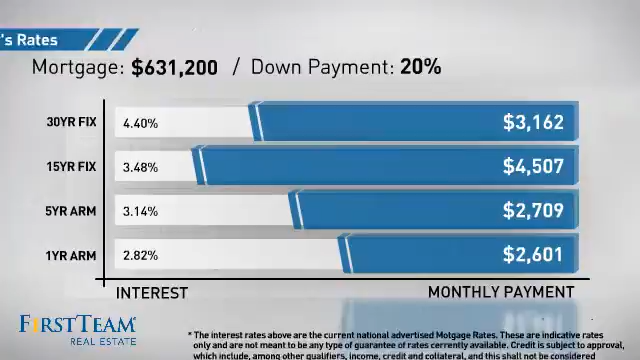 's Rates
Mortgage: $631,200 / Down Payment: 20%
30YR FIX 4.40% $3,162
15YR FIX 3.48% $4,507
5YR ARM 3.14% $2,709
1YR ARM 2.82% $2,601
INTEREST MONTHLY PAYMENT
FIRSTTEAM®
REAL ESTATE
* The interest rates above are the current national advertised Motgage Rates. These are indicative rates
only and are not meant to be any type of guarantee of rates cerrently available. Credit is subject to approval,
which include, among other qualifiers, income, credit and collateral, and this shall not be considered